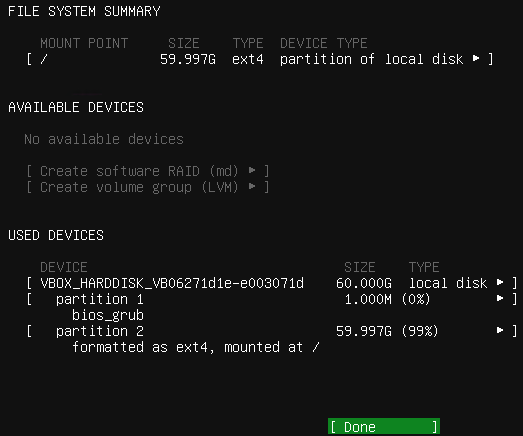 FILE SYSTEM SUMMARY
MOUNT POINT SIZE TYPE DEVICE TYPE
[ / 59.997G ext4 partition of local disk ▸ ]
AVAILABLE DEVICES
No available devices
[ Create software RAID (md) ▸ ]
[ Create volume group (LVM) ▸ ]
USED DEVICES
DEVICE SIZE TYPE
[ VBOX_HARDDISK_VB06271d1e-e003071d 60.000G local disk ▸ ]
[ partition 1 1.000M (0%) ▸ ]
bios_grub
[ partition 2 59.997G (99%) ▸ ]
formatted as ext4, mounted at /
[ Done ]